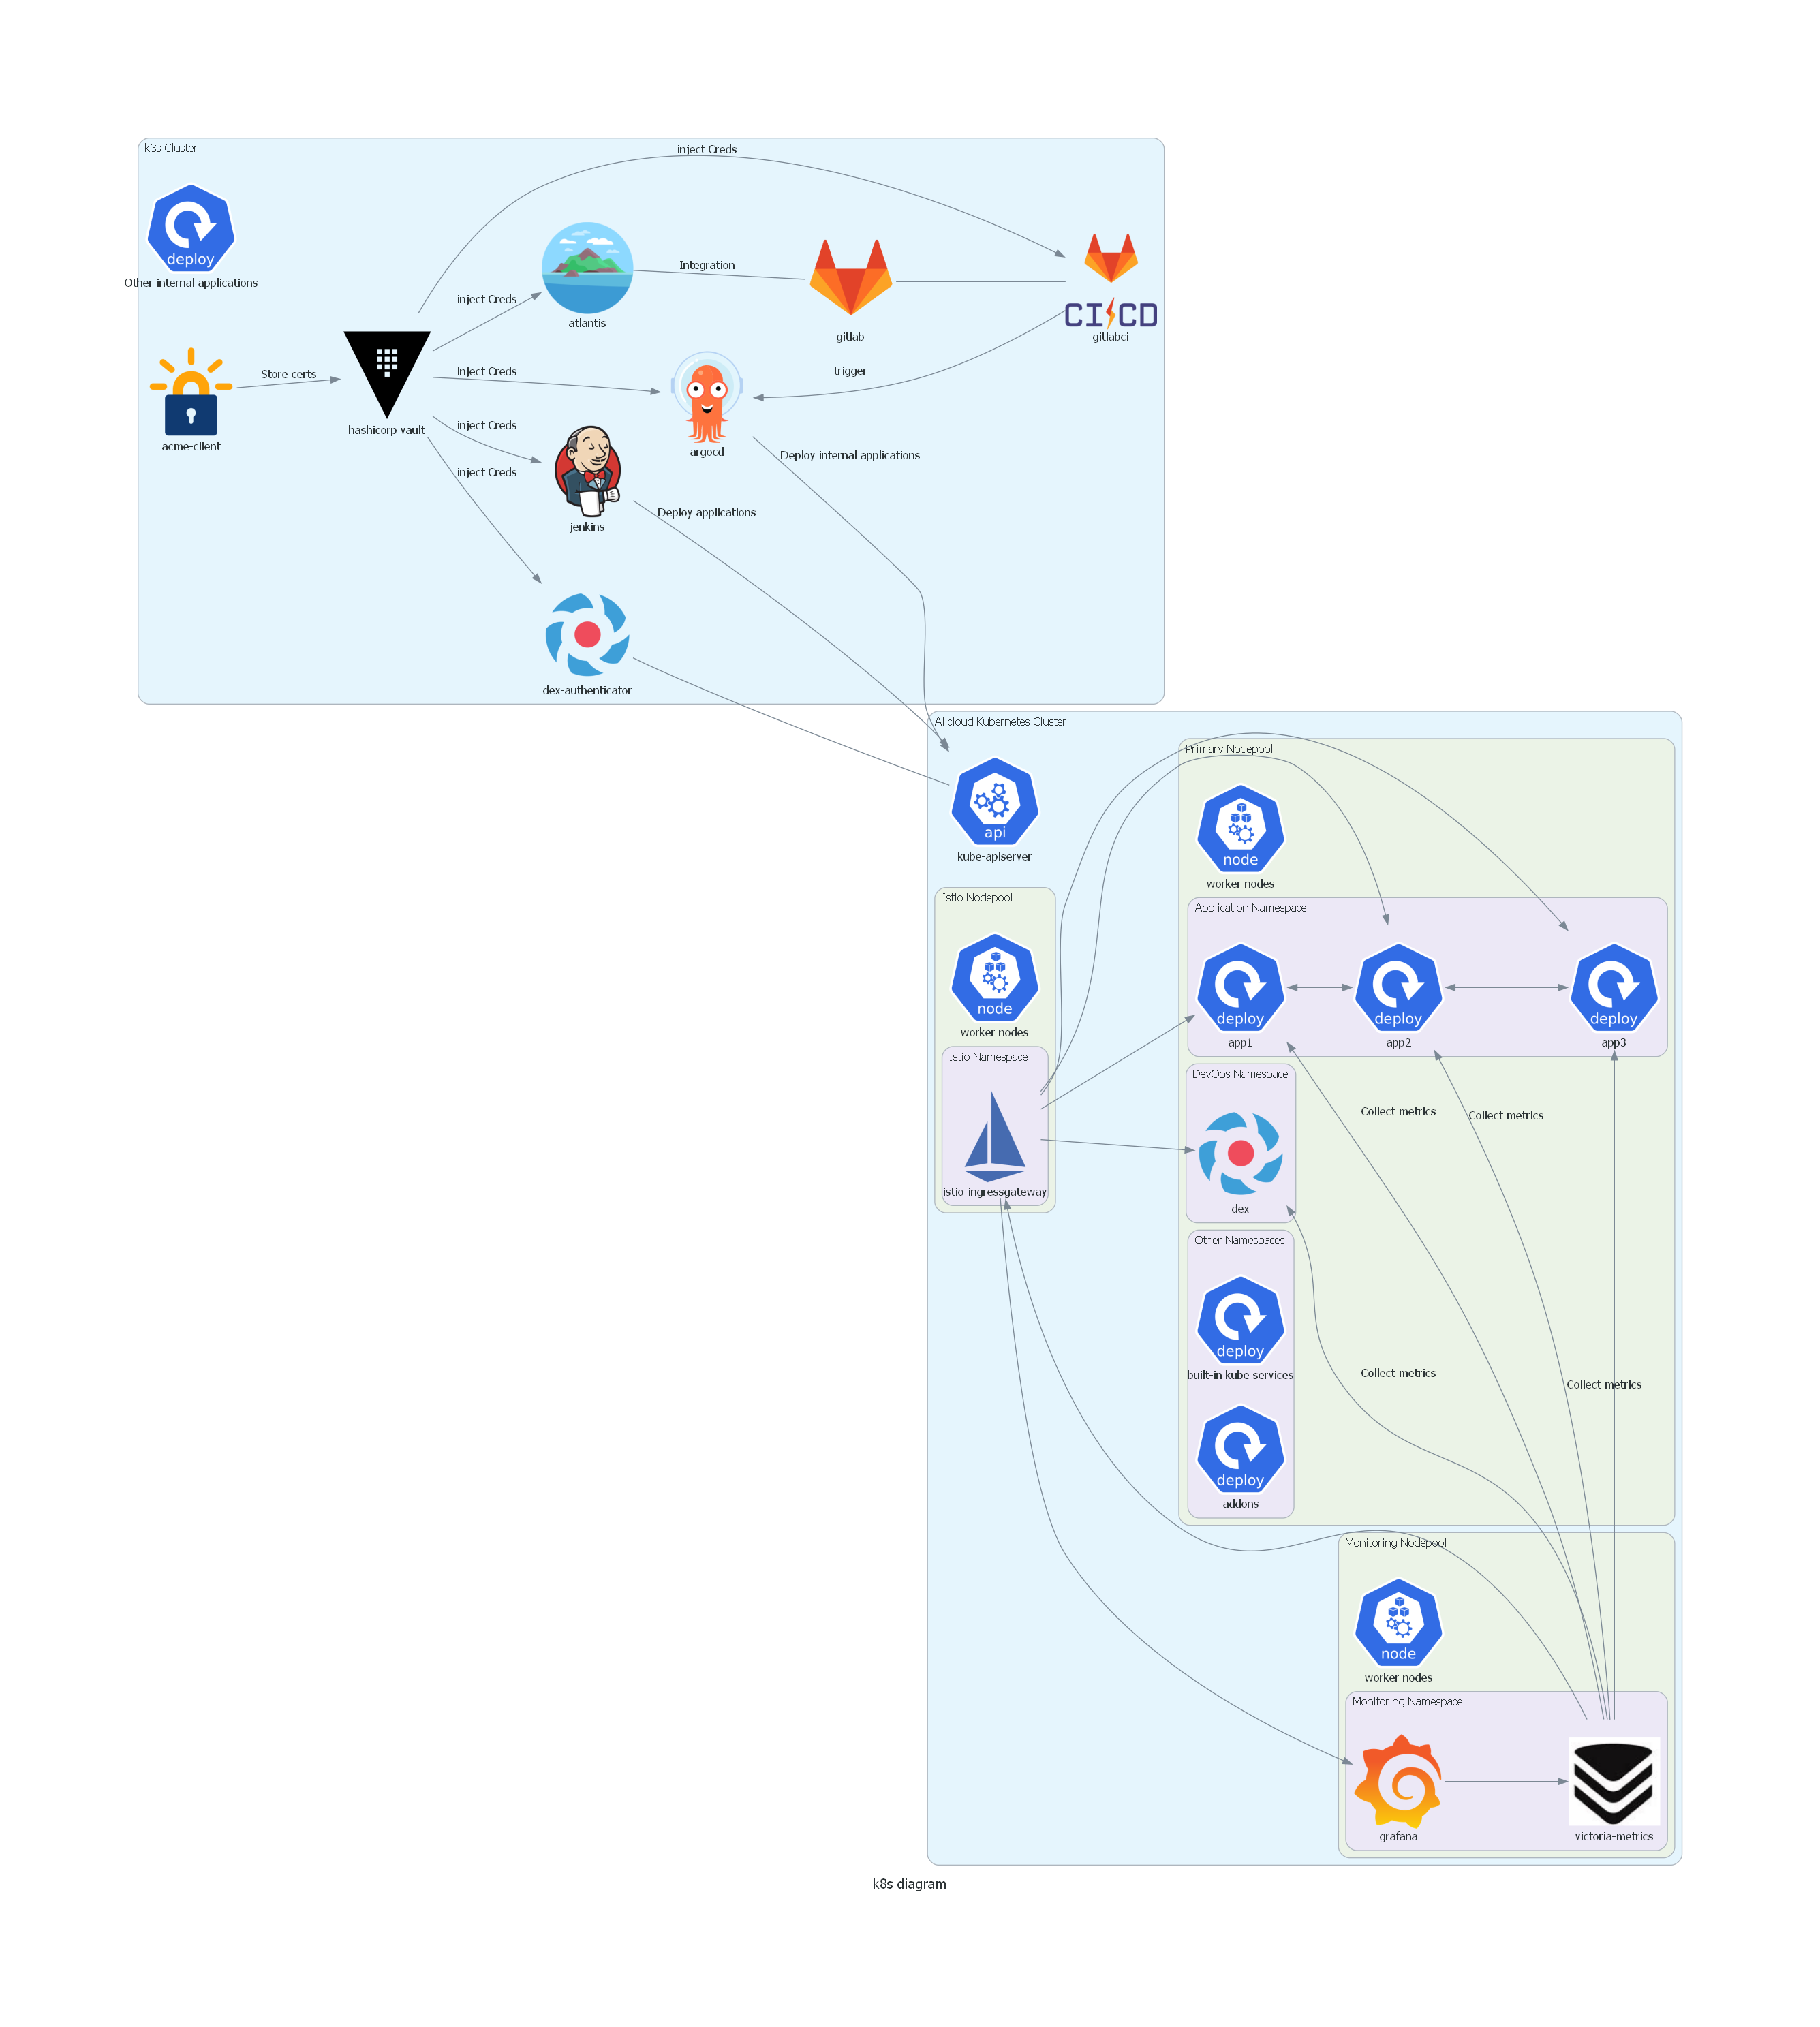 k3s Cluster
inject Creds
deploy
Other internal applications
Integration
inject Creds
atlantis
gitlab
CI CD
gitlabci
Store certs
inject Creds
trigger
hashicorp vault
acme-client
inject Creds
argocd
Deploy internal applications
inject Creds
Deploy applications
jenkins
dex-authenticator
Alicloud Kubernetes Cluster
api
kube-apiserver
Primary Nodepool
node
worker nodes
Istio Nodepool
node
worker nodes
Application Namespace
deploy
app1
deploy
app2
deploy
app3
Istio Namespace
istio-ingressgateway
DevOps Namespace
dex
Collect metrics
Collect metrics
Other Namespaces
deploy
built-in kube services
Collect metrics
Collect metrics
deploy
addons
Monitoring Nodepool
node
worker nodes
Monitoring Namespace
grafana
victoria-metrics
k8s diagram